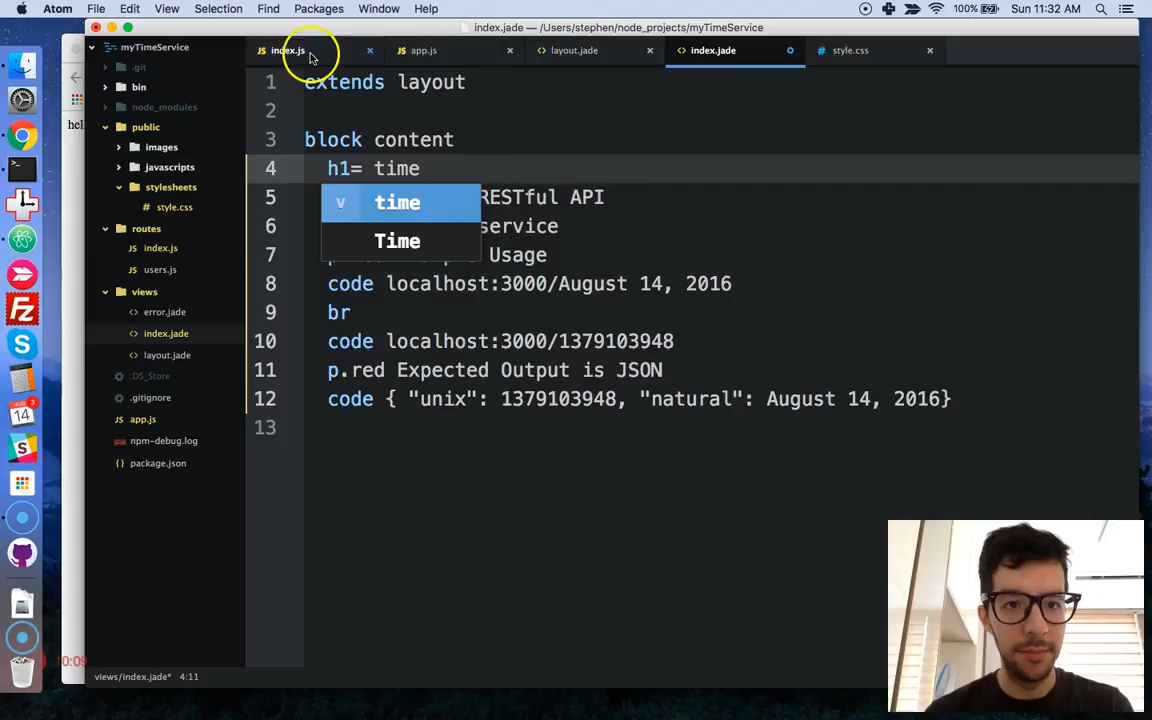 Atom File Edit View Selection Find Packages Window Help 100% Sun 11:32 AM
index.jade — /Users/stephen/node_projects/myTimeService
myTimeService
index.js app.js layout.jade index.jade style.css
.git
bin
node_modules
public
images
javascripts
stylesheets
style.css
routes
index.js
users.js
views
error.jade
index.jade
layout.jade
.DS_Store
.gitignore
app.js
npm-debug.log
package.json
hel
1 extends layout
2
3 block content
4 h1= time
5 RESTful API
6 service
7 Usage
8 code localhost:3000/August 14, 2016
9 br
10 code localhost:3000/1379103948
11 p.red Expected Output is JSON
12 code { "unix": 1379103948, "natural": August 14, 2016}
13
v time
Time
10:09
views/index.jade* 4:11